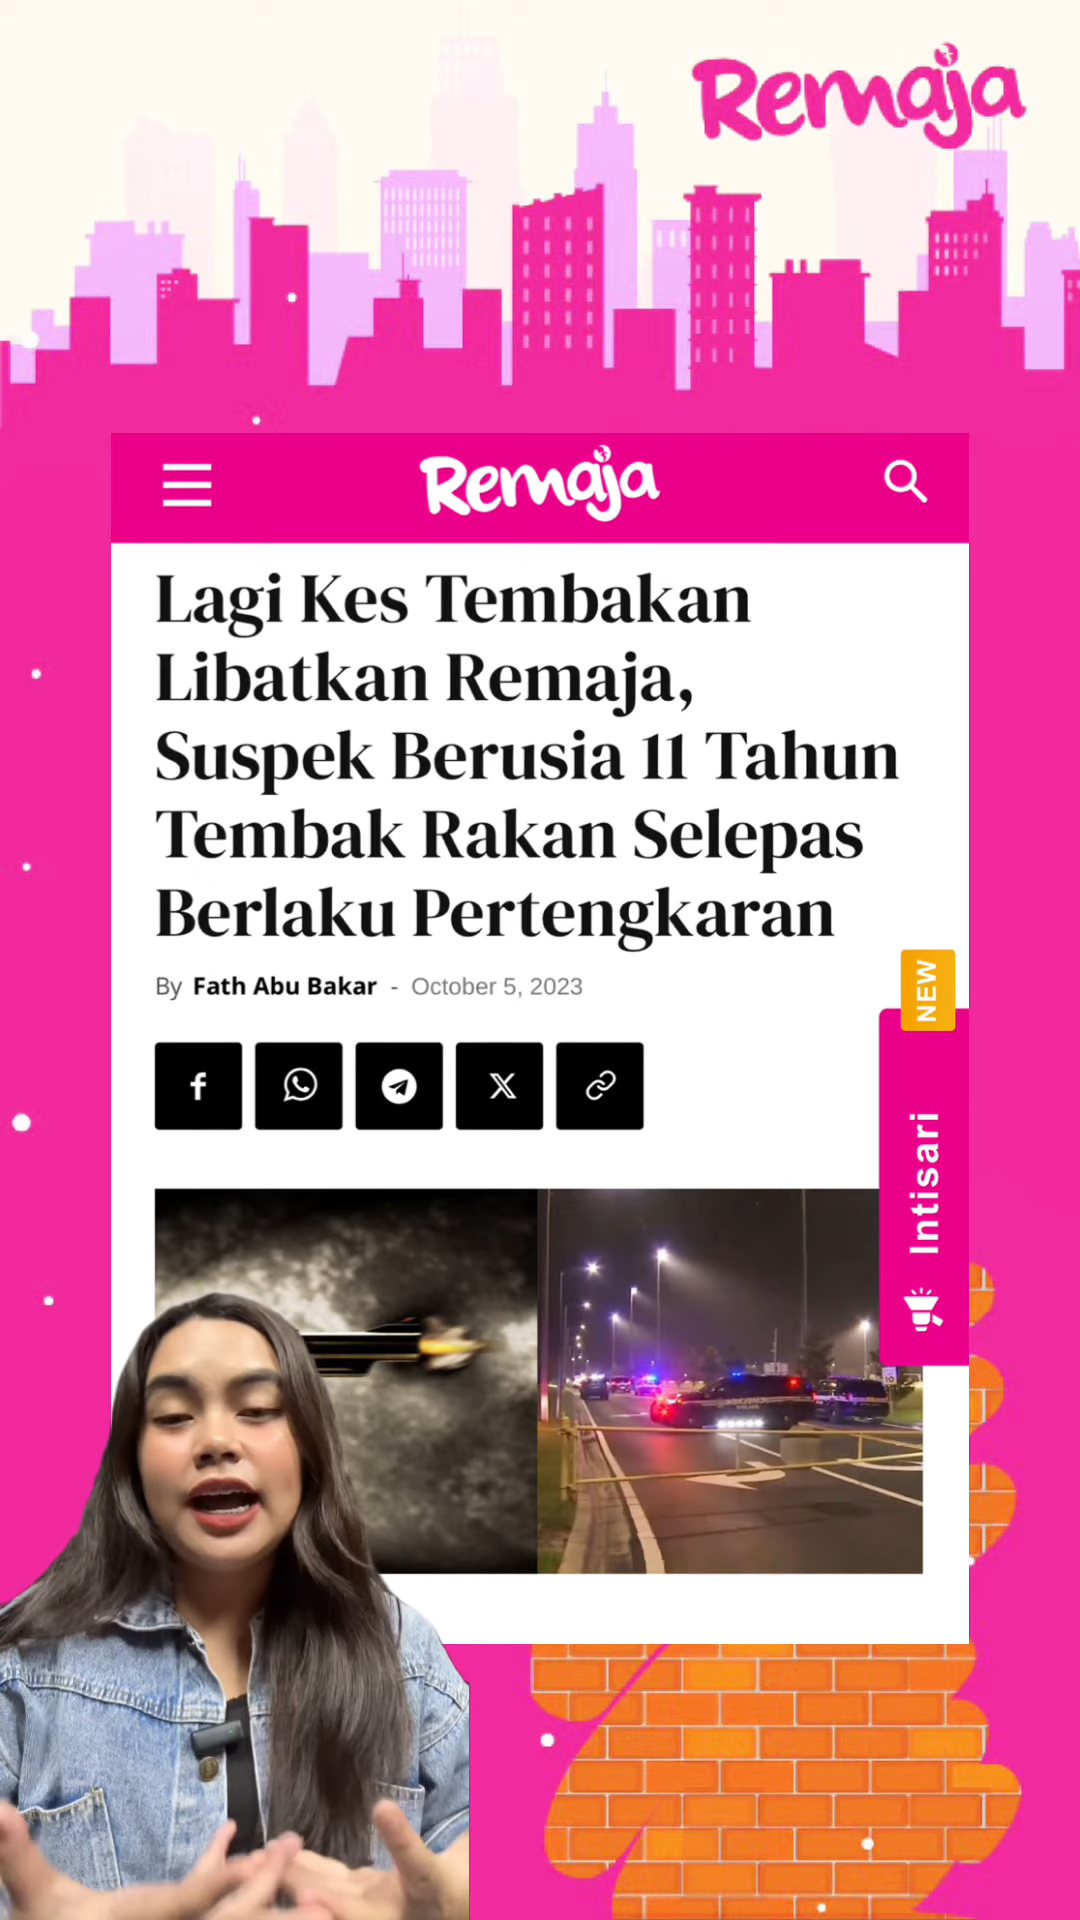 Remaja
Remaja
Lagi Kes Tembakan
Libatkan Remaja,
Suspek Berusia 11 Tahun
Tembak Rakan Selepas
Berlaku Pertengkaran
By Fath Abu Bakar - October 5, 2023
NEW
Intisari